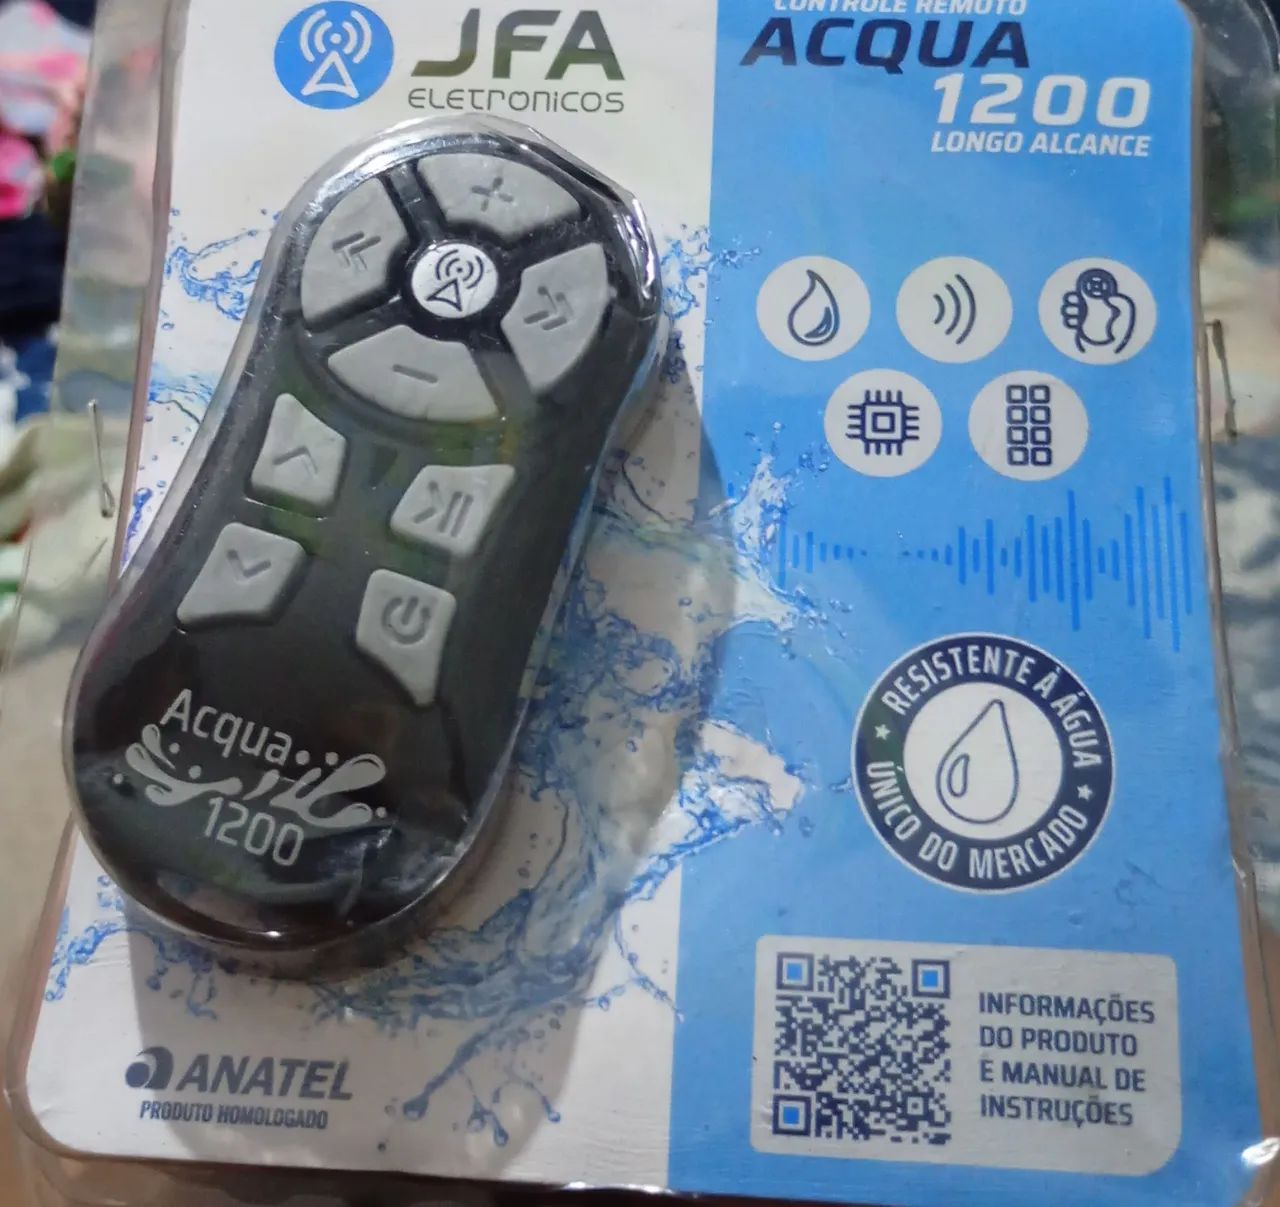 JFA
ELETRONICOS
CONTROLE REMOTO
ACQUA
1200
LONGO ALCANCE
Acqua
1200
RESISTENTE À ÁGUA
ÚNICO DO MERCADO
INFORMAÇÕES
DO PRODUTO
E MANUAL DE
INSTRUÇÕES
ANATEL
PRODUTO HOMOLOGADO